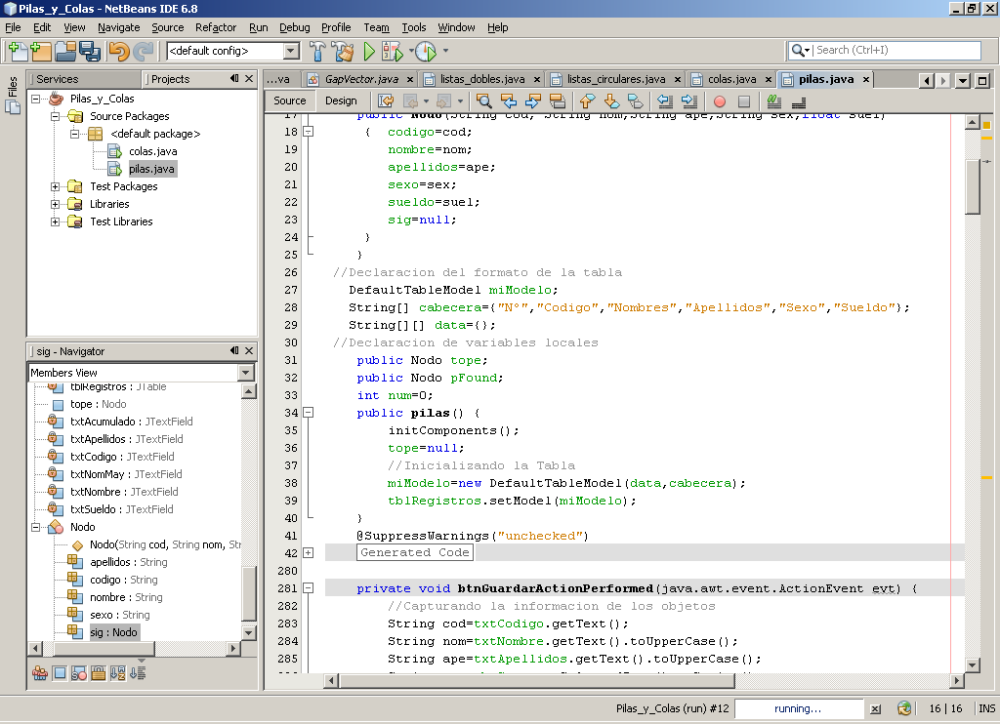 Pilas_y_Colas - NetBeans IDE 6.8
File Edit View Navigate Source Refactor Run Debug Profile Team Tools Window Help
<default config>
Search (Ctrl+I)
Files
Services
Projects
Pilas_y_Colas
Source Packages
<default package>
colas.java
pilas.java
Test Packages
Libraries
Test Libraries
sig - Navigator
Members View
tblRegistros : JTable
tope : Nodo
txtAcumulado : JTextField
txtApellidos : JTextField
txtCodigo : JTextField
txtNomMay : JTextField
txtNombre : JTextField
txtSueldo : JTextField
Nodo
Nodo(String cod, String nom, Str
apellidos : String
codigo : String
nombre : String
sexo : String
sig : Nodo
...va GapVector.java listas_dobles.java listas_circulares.java colas.java pilas.java
Source Design
17 public Nodo(String cod, String nom,String ape,String sex,float suel)
18 { codigo=cod;
19 nombre=nom;
20 apellidos=ape;
21 sexo=sex;
22 sueldo=suel;
23 sig=null;
24 }
25 }
26 //Declaracion del formato de la tabla
27 DefaultTableModel miModelo;
28 String[] cabecera={"Nº","Codigo","Nombres","Apellidos","Sexo","Sueldo"};
29 String[][] data={};
30 //Declaracion de variables locales
31 public Nodo tope;
32 public Nodo pFound;
33 int num=0;
34 public pilas() {
35 initComponents();
36 tope=null;
37 //Inicializando la Tabla
38 miModelo=new DefaultTableModel(data,cabecera);
39 tblRegistros.setModel(miModelo);
40 }
41 @SuppressWarnings("unchecked")
42 Generated Code
280
281 private void btnGuardarActionPerformed(java.awt.event.ActionEvent evt) {
282 //Capturando la informacion de los objetos
283 String cod=txtCodigo.getText();
284 String nom=txtNombre.getText().toUpperCase();
285 String ape=txtApellidos.getText().toUpperCase();
Pilas_y_Colas (run) #12 running... 16 | 16 INS